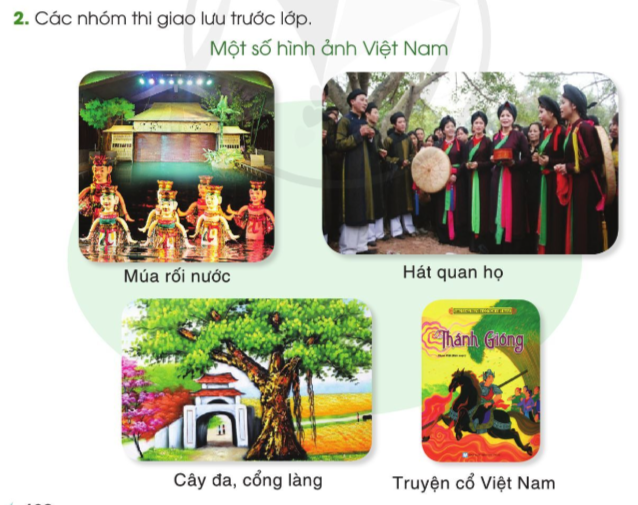 2. Các nhóm thi giao lưu trước lớp.
Một số hình ảnh Việt Nam
Múa rối nước
Hát quan họ
Thánh Gióng
Cây đa, cổng làng
Truyện cổ Việt Nam